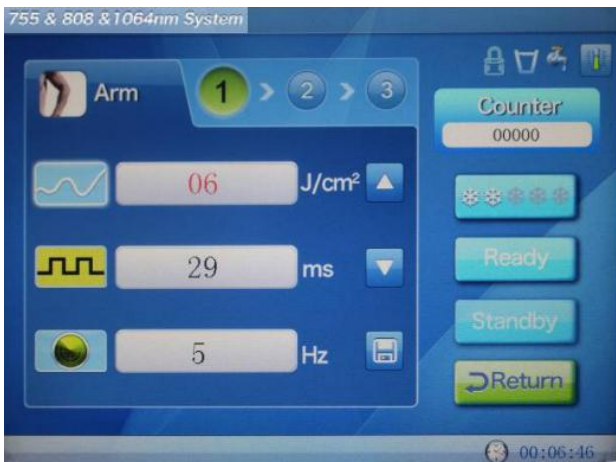 755 & 808 &1064nm System
Arm
1 > 2 > 3
Counter
00000
06 J/cm²
29 ms
Ready
5 Hz
Standby
Return
00:06:46